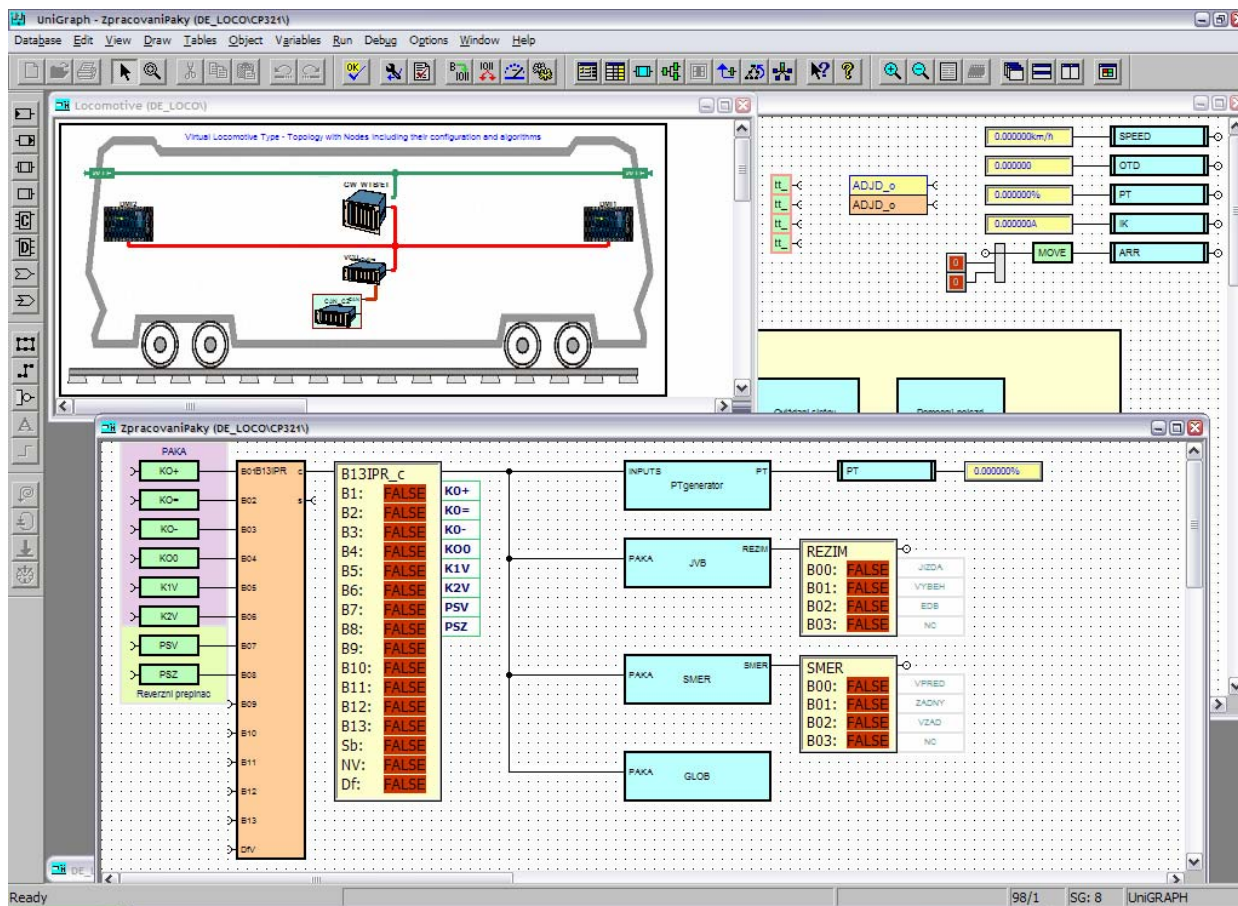 UniGraph - ZpracovaniPaky (DE_LOCO\CP321\)
Database Edit View Draw Tables Object Variables Run Debug Options Window Help
Locomotive (DE_LOCO\)
Virtual Locomotive Type - Topology with Nodes including their configuration and algorithms
0.000000km/h SPEED
0.000000 OTD
0.000000% PT
0.000000A IK
MOVE ARR
0
0
tt_
tt_
tt_
tt_
ADJD_o
ADJD_o
ZpracovaniPaky (DE_LOCO\CP321\)
PAKA
KO+
KO=
KO-
KO0
K1V
K2V
PSV
PSZ
Reverzni prepinac
B01B13IPR c
B02 s
B03
B04
B05
B06
B07
B08
B09
B10
B11
B12
B13
DfV
B13IPR_c
B1: FALSE K0+
B2: FALSE K0=
B3: FALSE K0-
B4: FALSE KO0
B5: FALSE K1V
B6: FALSE K2V
B7: FALSE PSV
B8: FALSE PSZ
B9: FALSE
B10: FALSE
B11: FALSE
B12: FALSE
B13: FALSE
Sb: FALSE
NV: FALSE
Df: FALSE
INPUTS PT
PTgenerator
PT
0.000000%
PAKA REZIM
JVB
REZIM
B00: FALSE JIZDA
B01: FALSE VYBEH
B02: FALSE EDB
B03: FALSE NC
PAKA SMER
SMER
SMER
B00: FALSE VPRED
B01: FALSE ZADNY
B02: FALSE VZAD
B03: FALSE NC
PAKA
GLOB
Ready 98/1 SG: 8 UniGRAPH